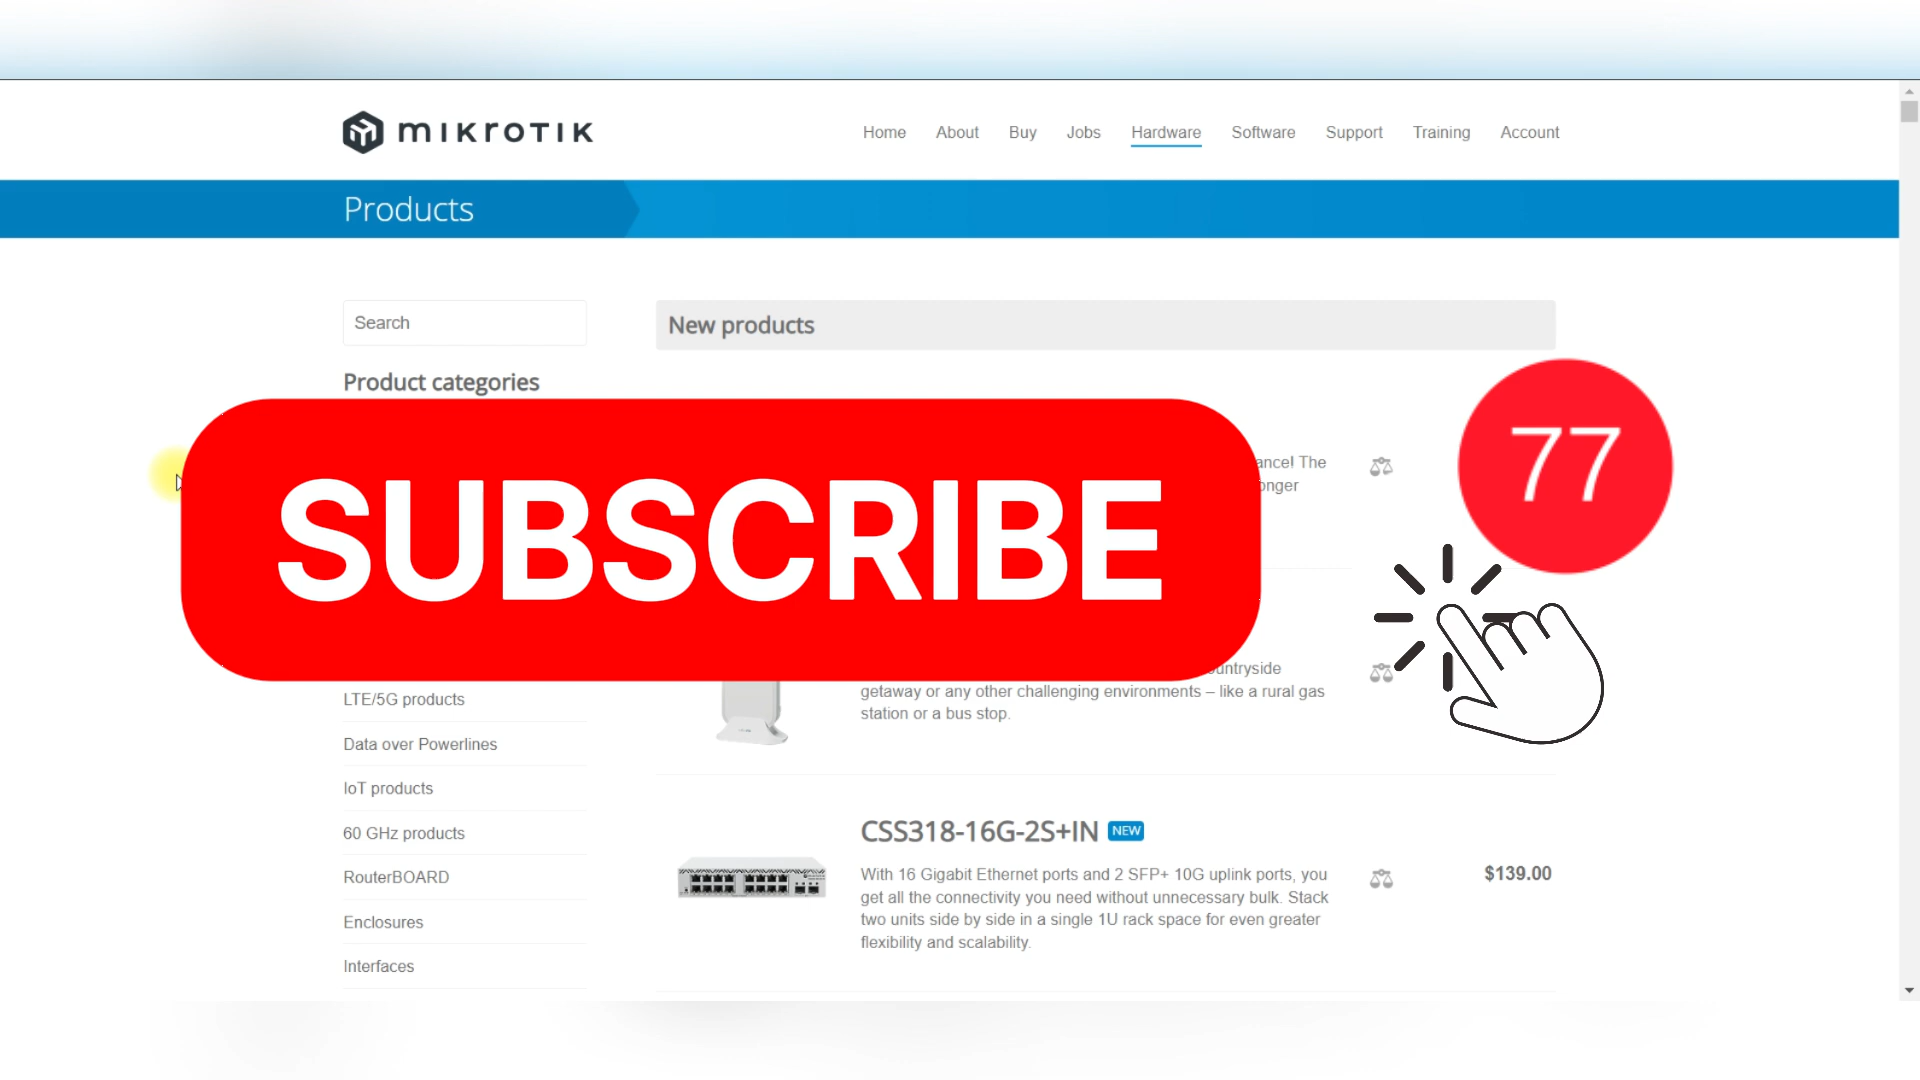 mikrotik
Home About Buy Jobs Hardware Software Support Training Account
Products
Search
New products
Product categories
77
The
SUBSCRIBE
LTE/5G products
getaway or any other challenging environments – like a rural gas
station or a bus stop.
Data over Powerlines
IoT products
60 GHz products
RouterBOARD
Enclosures
Interfaces
CSS318-16G-2S+IN NEW
With 16 Gigabit Ethernet ports and 2 SFP+ 10G uplink ports, you
get all the connectivity you need without unnecessary bulk. Stack
two units side by side in a single 1U rack space for even greater
flexibility and scalability.
$139.00